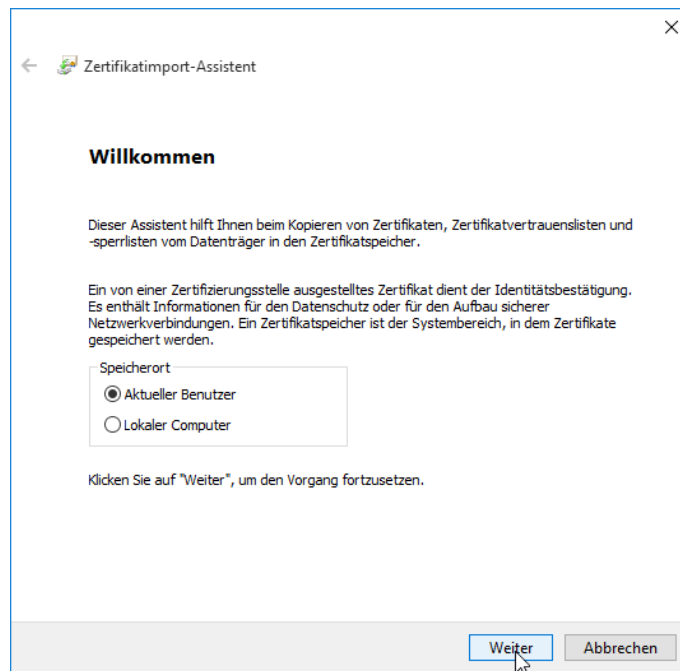 Zertifikatimport-Assistent
Willkommen
Dieser Assistent hilft Ihnen beim Kopieren von Zertifikaten, Zertifikatvertrauenslisten und
-sperrlisten vom Datenträger in den Zertifikatspeicher.
Ein von einer Zertifizierungsstelle ausgestelltes Zertifikat dient der Identitätsbestätigung.
Es enthält Informationen für den Datenschutz oder für den Aufbau sicherer
Netzwerkverbindungen. Ein Zertifikatspeicher ist der Systembereich, in dem Zertifikate
gespeichert werden.
Speicherort
Aktueller Benutzer
Lokaler Computer
Klicken Sie auf "Weiter", um den Vorgang fortzusetzen.
Weiter Abbrechen